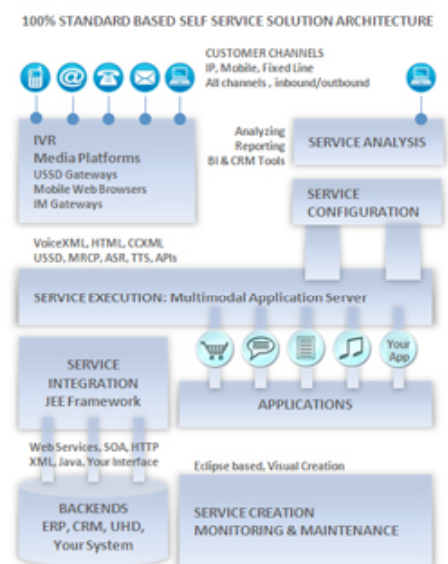 100% STANDARD BASED SELF SERVICE SOLUTION ARCHITECTURE
CUSTOMER CHANNELS
IP, Mobile, Fixed Line
All channels , inbound/outbound
IVR
Media Platforms
USSD Gateways
Mobile Web Browsers
IM Gateways
Analyzing
Reporting
BI & CRM Tools
SERVICE ANALYSIS
SERVICE
CONFIGURATION
VoiceXML, HTML, CCXML
USSD, MRCP, ASR, TTS, APIs
SERVICE EXECUTION: Multimodal Application Server
Your
App
SERVICE
INTEGRATION
JEE Framework
APPLICATIONS
Web Services, SOA, HTTP
XML, Java, Your Interface
Eclipse based, Visual Creation
BACKENDS
ERP, CRM, UHD,
Your System
SERVICE CREATION
MONITORING & MAINTENANCE